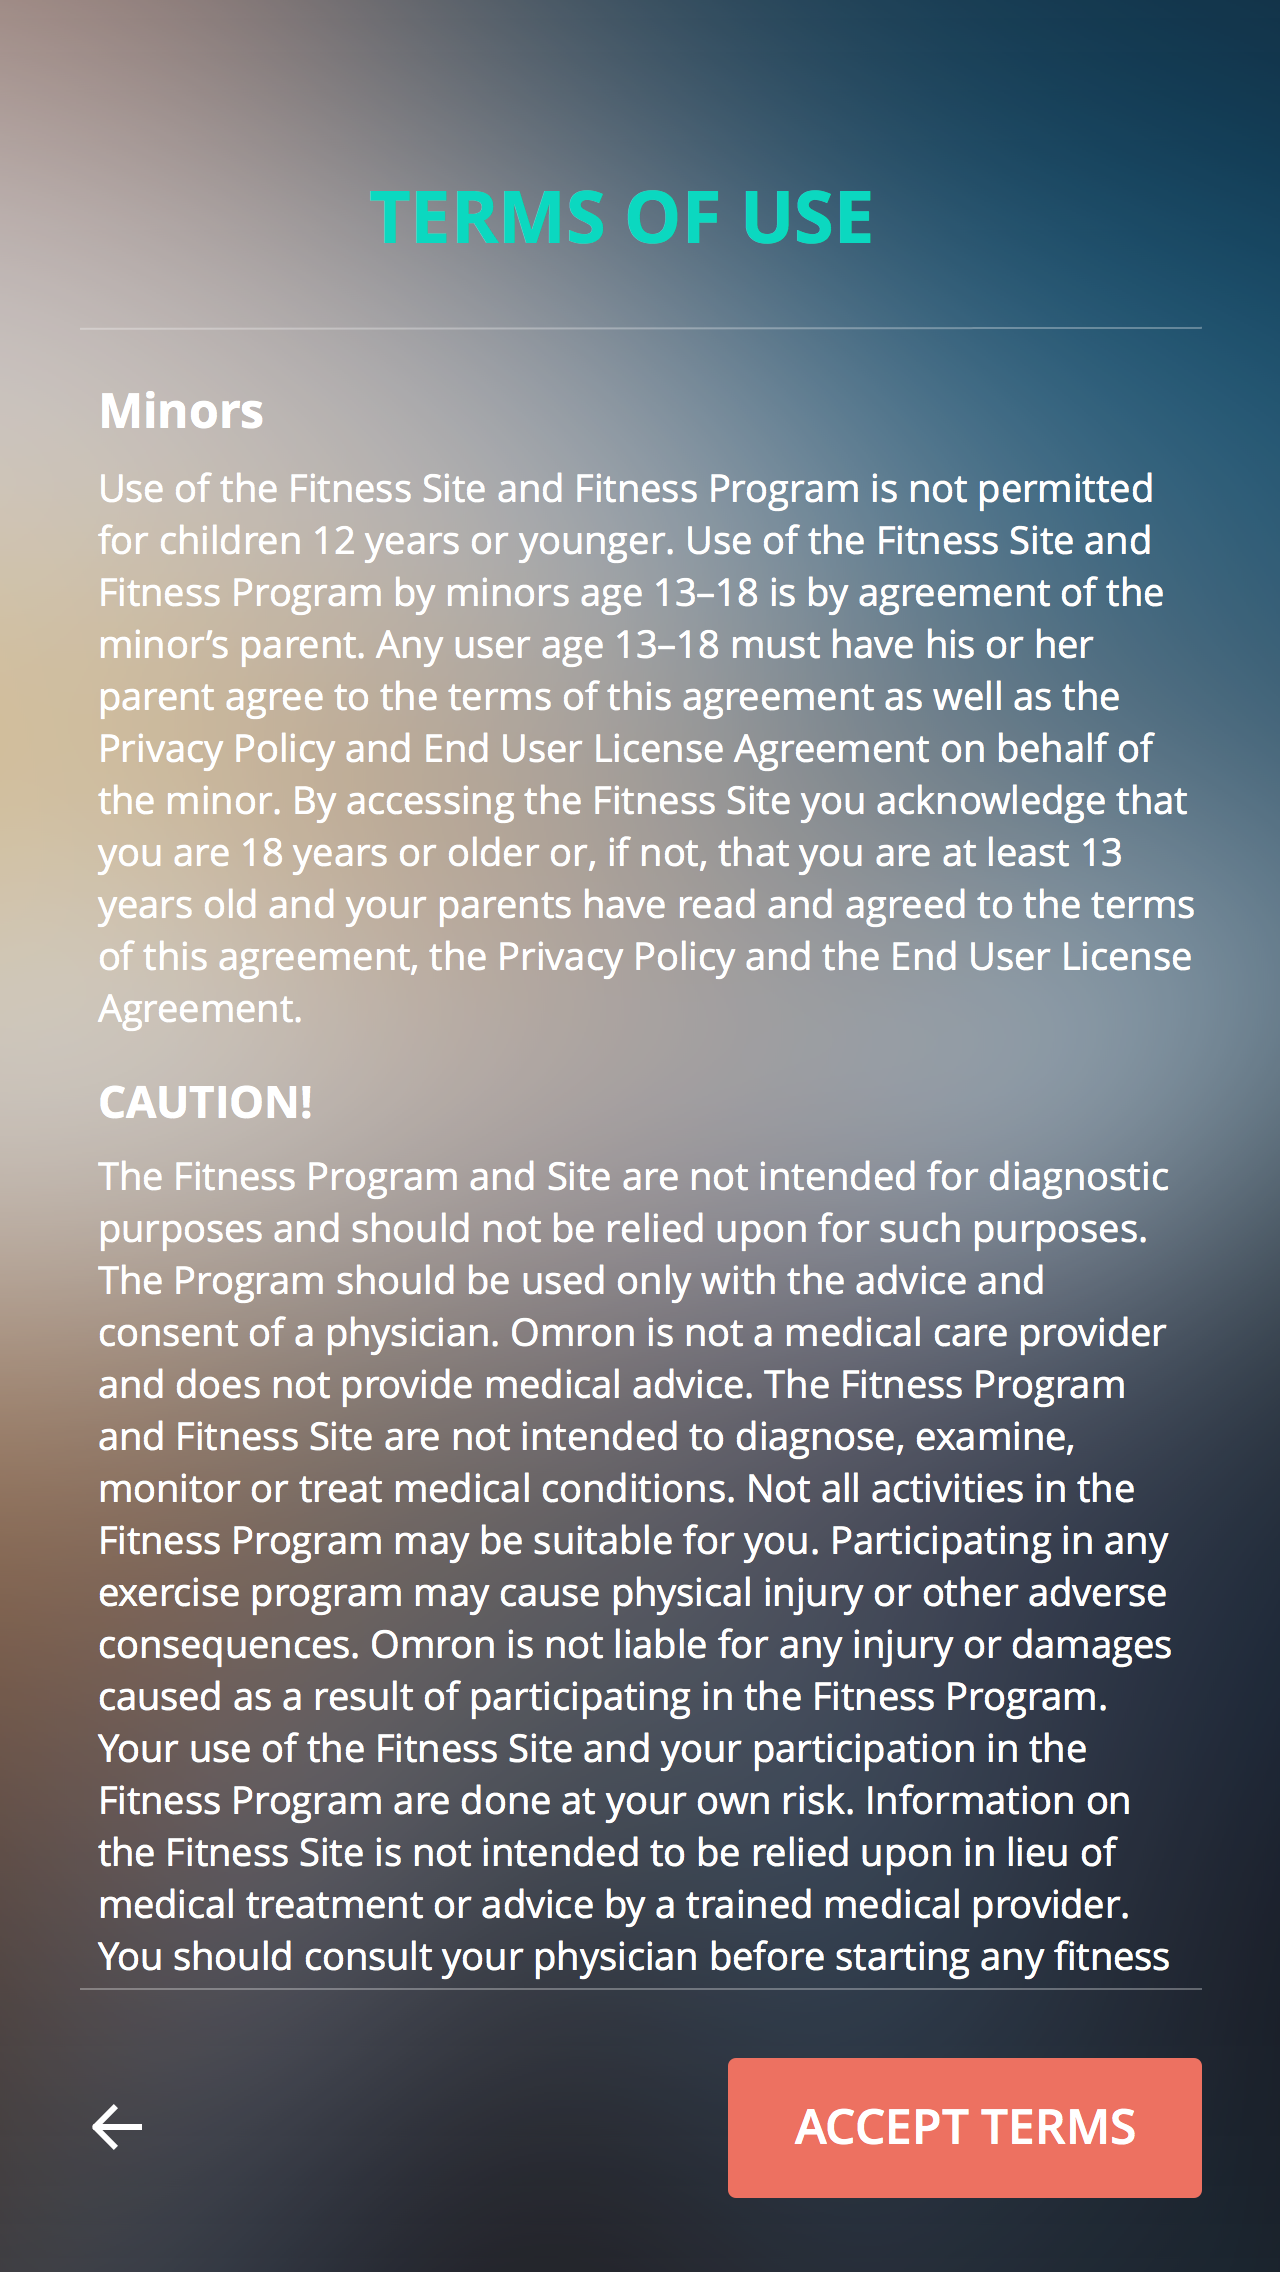 TERMS OF USE
Minors
Use of the Fitness Site and Fitness Program is not permitted
for children 12 years or younger. Use of the Fitness Site and
Fitness Program by minors age 13–18 is by agreement of the
minor’s parent. Any user age 13–18 must have his or her
parent agree to the terms of this agreement as well as the
Privacy Policy and End User License Agreement on behalf of
the minor. By accessing the Fitness Site you acknowledge that
you are 18 years or older or, if not, that you are at least 13
years old and your parents have read and agreed to the terms
of this agreement, the Privacy Policy and the End User License
Agreement.
CAUTION!
The Fitness Program and Site are not intended for diagnostic
purposes and should not be relied upon for such purposes.
The Program should be used only with the advice and
consent of a physician. Omron is not a medical care provider
and does not provide medical advice. The Fitness Program
and Fitness Site are not intended to diagnose, examine,
monitor or treat medical conditions. Not all activities in the
Fitness Program may be suitable for you. Participating in any
exercise program may cause physical injury or other adverse
consequences. Omron is not liable for any injury or damages
caused as a result of participating in the Fitness Program.
Your use of the Fitness Site and your participation in the
Fitness Program are done at your own risk. Information on
the Fitness Site is not intended to be relied upon in lieu of
medical treatment or advice by a trained medical provider.
You should consult your physician before starting any fitness
ACCEPT TERMS